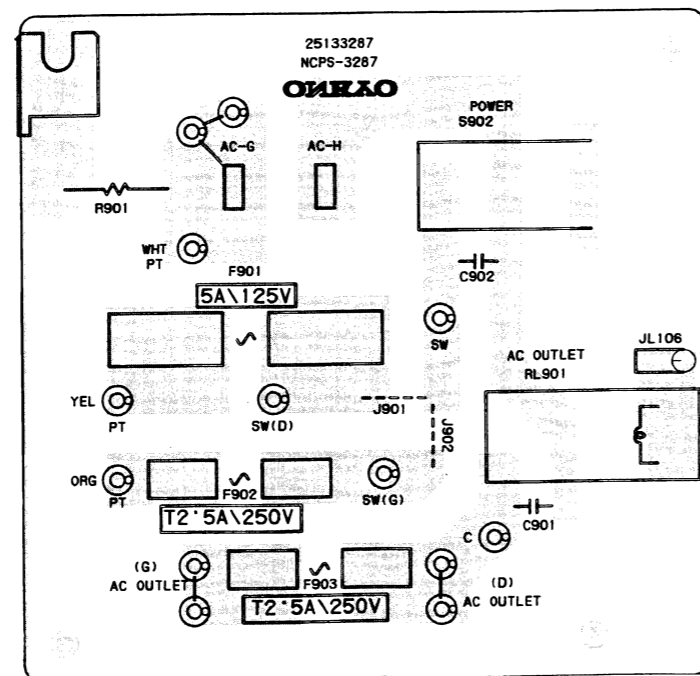 25133287
NCPS-3287
ONKYO
POWER
S902
AC-G
AC-H
R901
WHT
PT
F901
5A\125V
C902
SW
JL106
AC OUTLET
RL901
YEL
PT
SW(D)
J901
J902
ORG
PT
F902
SW(G)
T2.5A\250V
C901
C
(G)
AC OUTLET
F903
(D)
AC OUTLET
T2.5A\250V